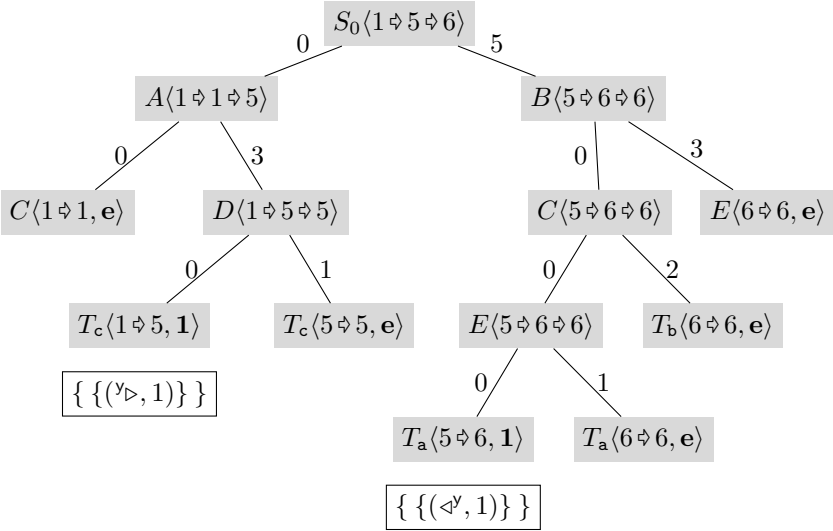 S₀⟨1⇨5⇨6⟩
0 5
A⟨1⇨1⇨5⟩ B⟨5⇨6⇨6⟩
0 3 0 3
C⟨1⇨1, e⟩ D⟨1⇨5⇨5⟩ C⟨5⇨6⇨6⟩ E⟨6⇨6, e⟩
0 1 0 2
T_c⟨1⇨5, 1⟩ T_c⟨5⇨5, e⟩ E⟨5⇨6⇨6⟩ T_b⟨6⇨6, e⟩
{ {(ʸ▷, 1)} } 0 1
T_a⟨5⇨6, 1⟩ T_a⟨6⇨6, e⟩
{ {(◁ʸ, 1)} }